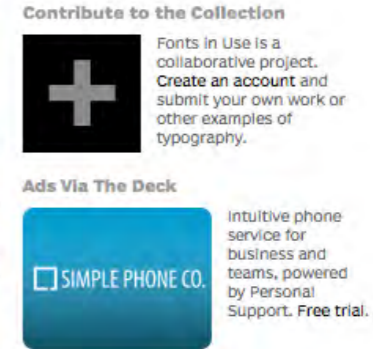 Contribute to the Collection
Fonts In Use is a
collaborative project.
Create an account and
submit your own work or
other examples of
typography.
Ads Via The Deck
SIMPLE PHONE CO.
Intuitive phone
service for
business and
teams, powered
by Personal
Support. Free trial.